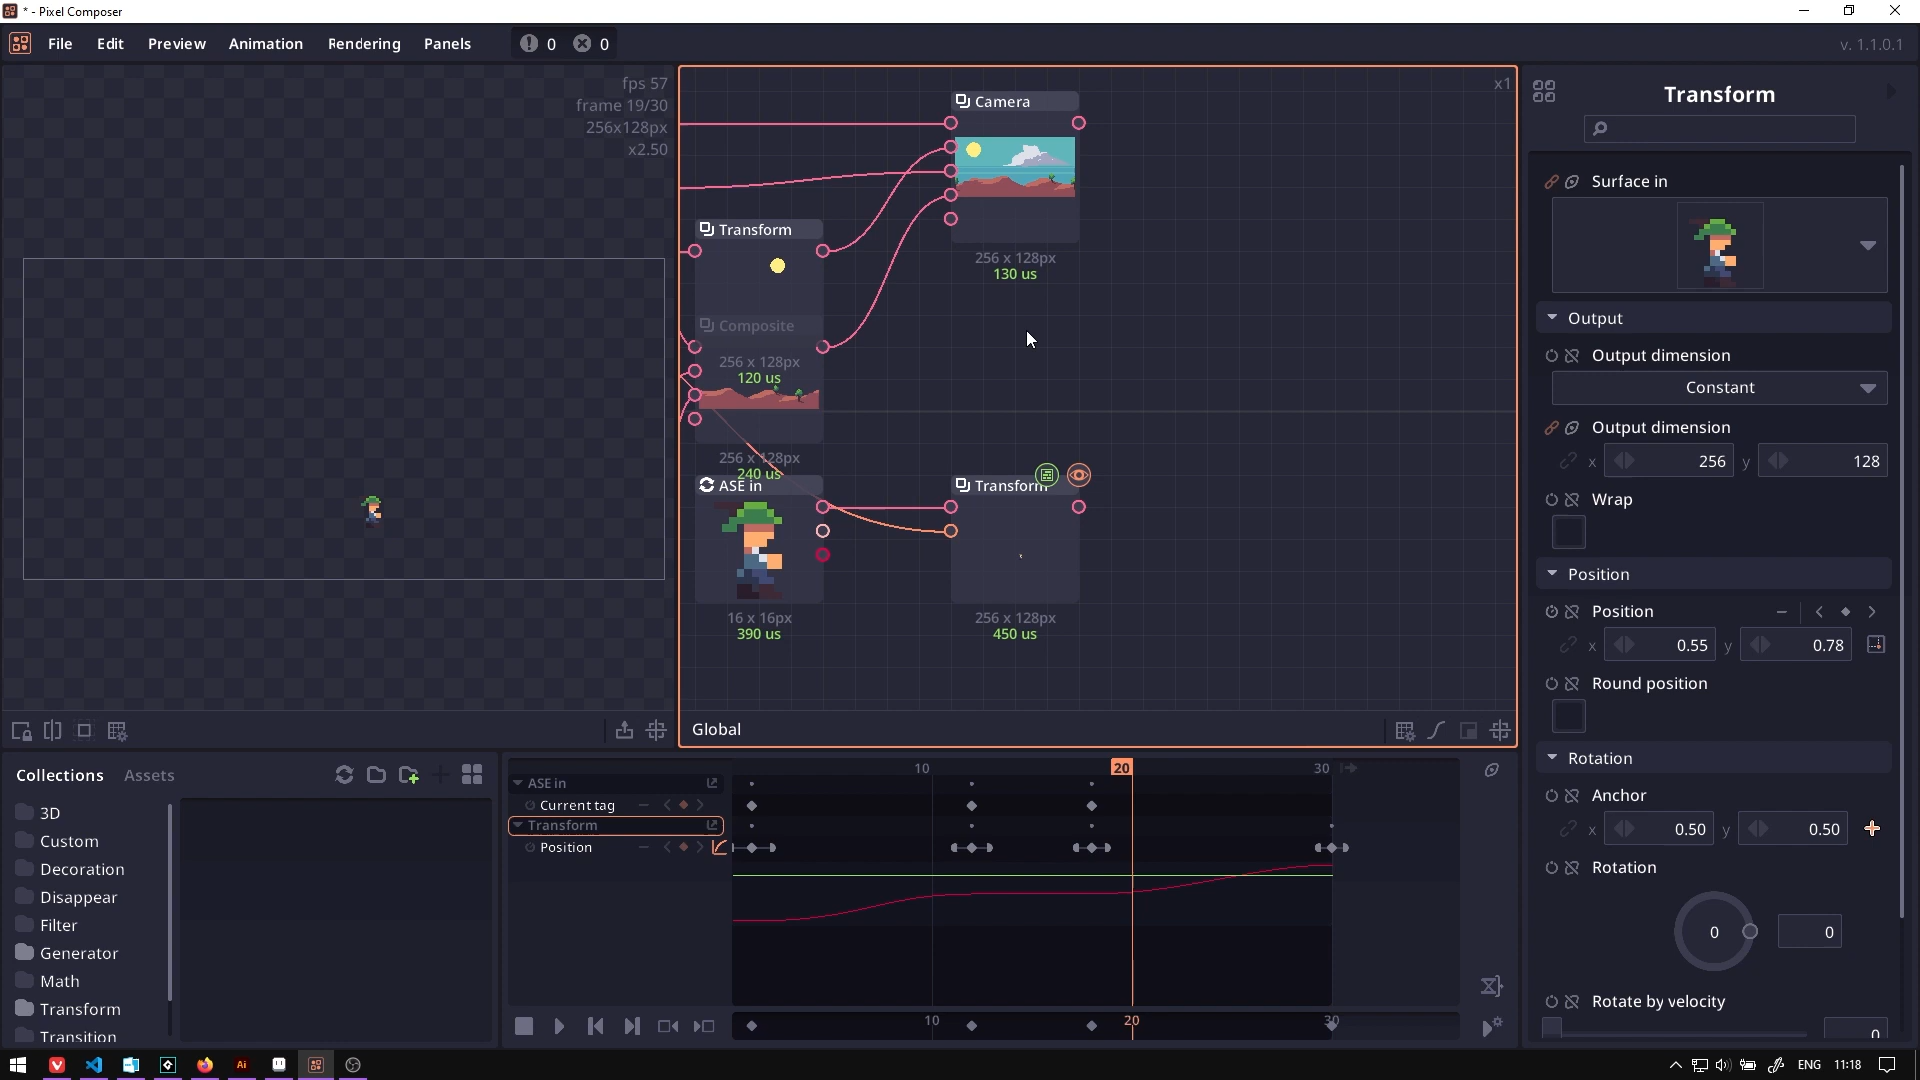 * - Pixel Composer
File
Edit
Preview
Animation
Rendering
Panels
0
0
v. 1.1.0.1
fps 57
frame 19/30
256x128px
x2.50
x1
Camera
256 x 128px
130 us
Transform
Composite
256 x 128px
120 us
256 x 128px
240 us
ASE in
16 x 16px
390 us
Transform
256 x 128px
450 us
Global
Transform
Surface in
Output
Output dimension
Constant
Output dimension
x 256 y 128
Wrap
Position
Position
x 0.55 y 0.78
Round position
Rotation
Anchor
x 0.50 y 0.50
Rotation
0 0
Rotate by velocity
0
Collections
Assets
3D
Custom
Decoration
Disappear
Filter
Generator
Math
Transform
Transition
10 20 30
ASE in
Current tag
Transform
Position
10 20 30
Ai
ENG
11:18